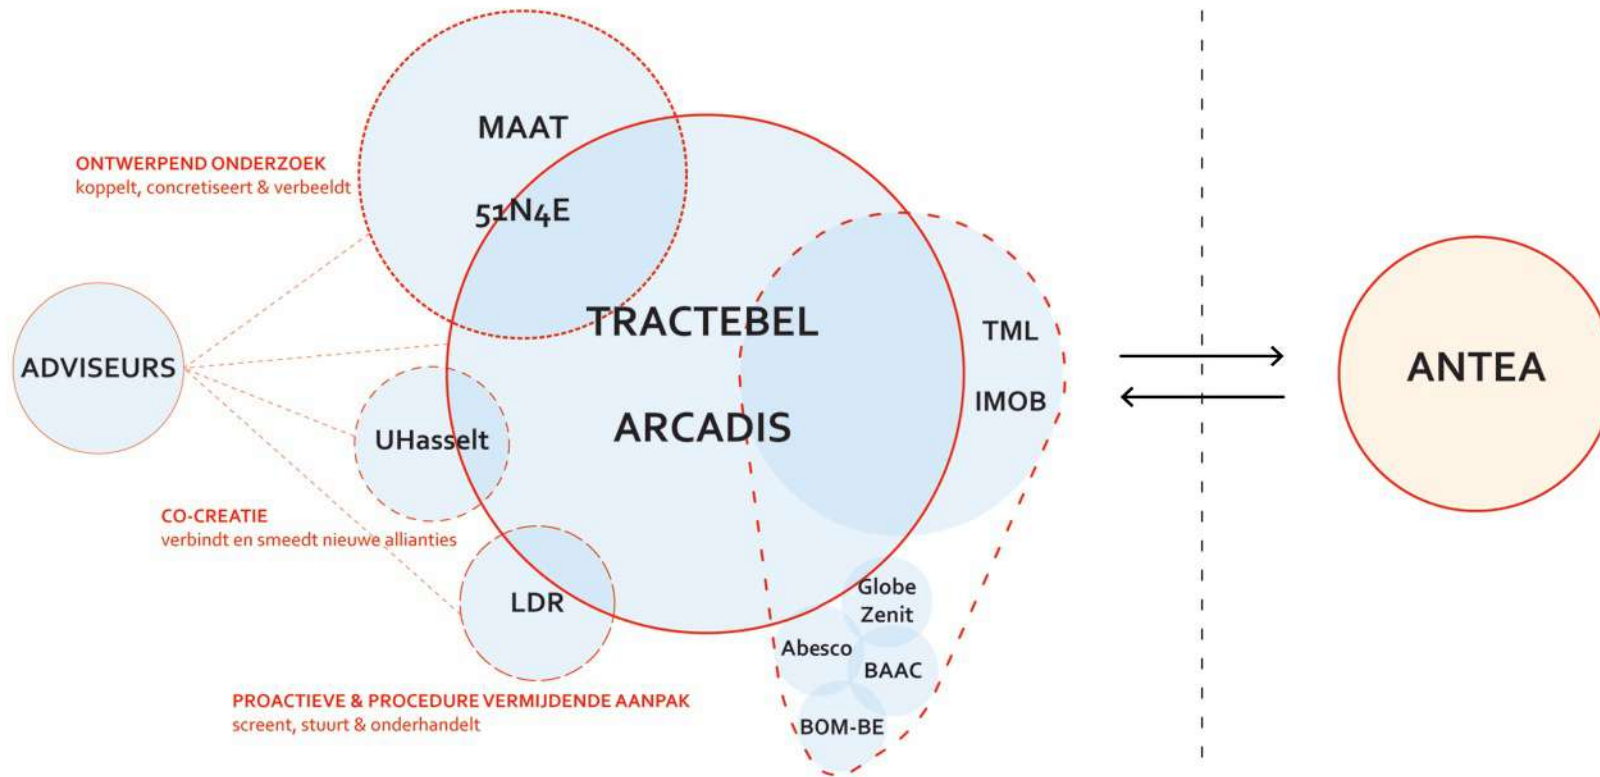 MAAT
ONTWERPEND ONDERZOEK
koppelt, concretiseert & verbeeldt
51N4E
TRACTEBEL
TML
ADVISEURS
ANTEA
IMOB
ARCADIS
UHasselt
CO-CREATIE
verbindt en smeedt nieuwe allianties
Globe
Zenit
LDR
Abesco
BAAC
PROACTIEVE & PROCEDURE VERMIJDENDE AANPAK
screent, stuurt & onderhandelt
BOM-BE